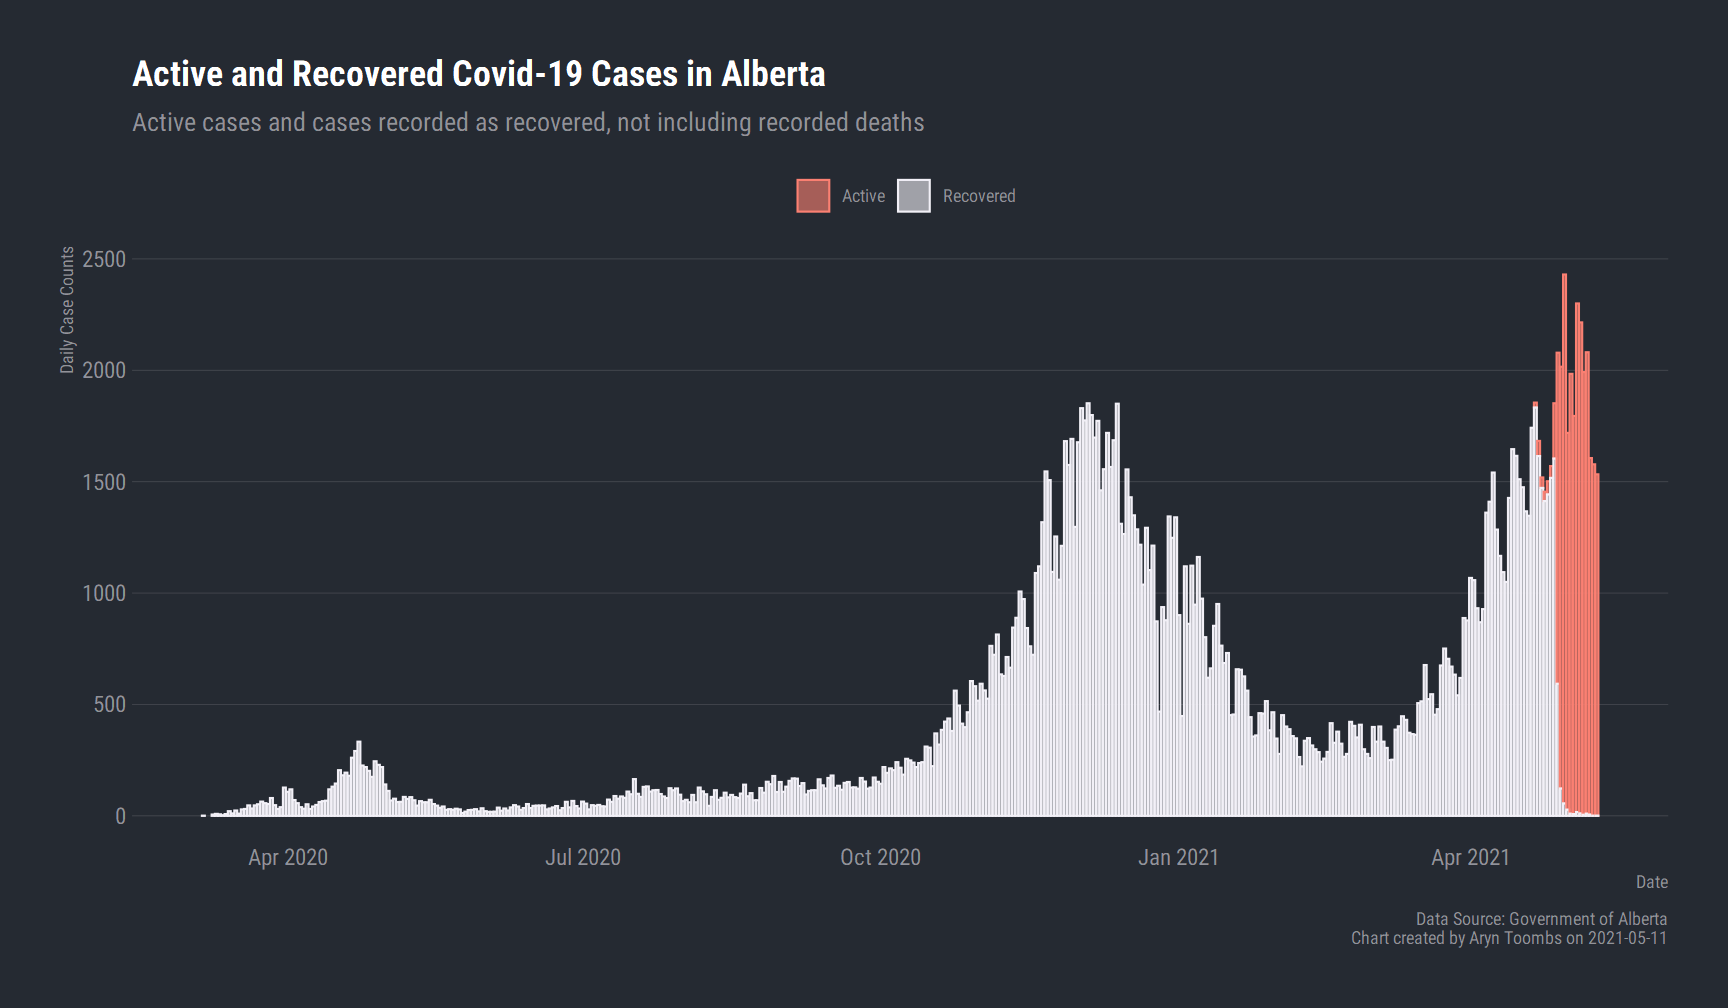 Active and Recovered Covid-19 Cases in Alberta
Active cases and cases recorded as recovered, not including recorded deaths
Active
Recovered
Daily Case Counts
2500
2000
1500
1000
500
0
Apr 2020
Jul 2020
Oct 2020
Jan 2021
Apr 2021
Date
Data Source: Government of Alberta
Chart created by Aryn Toombs on 2021-05-11